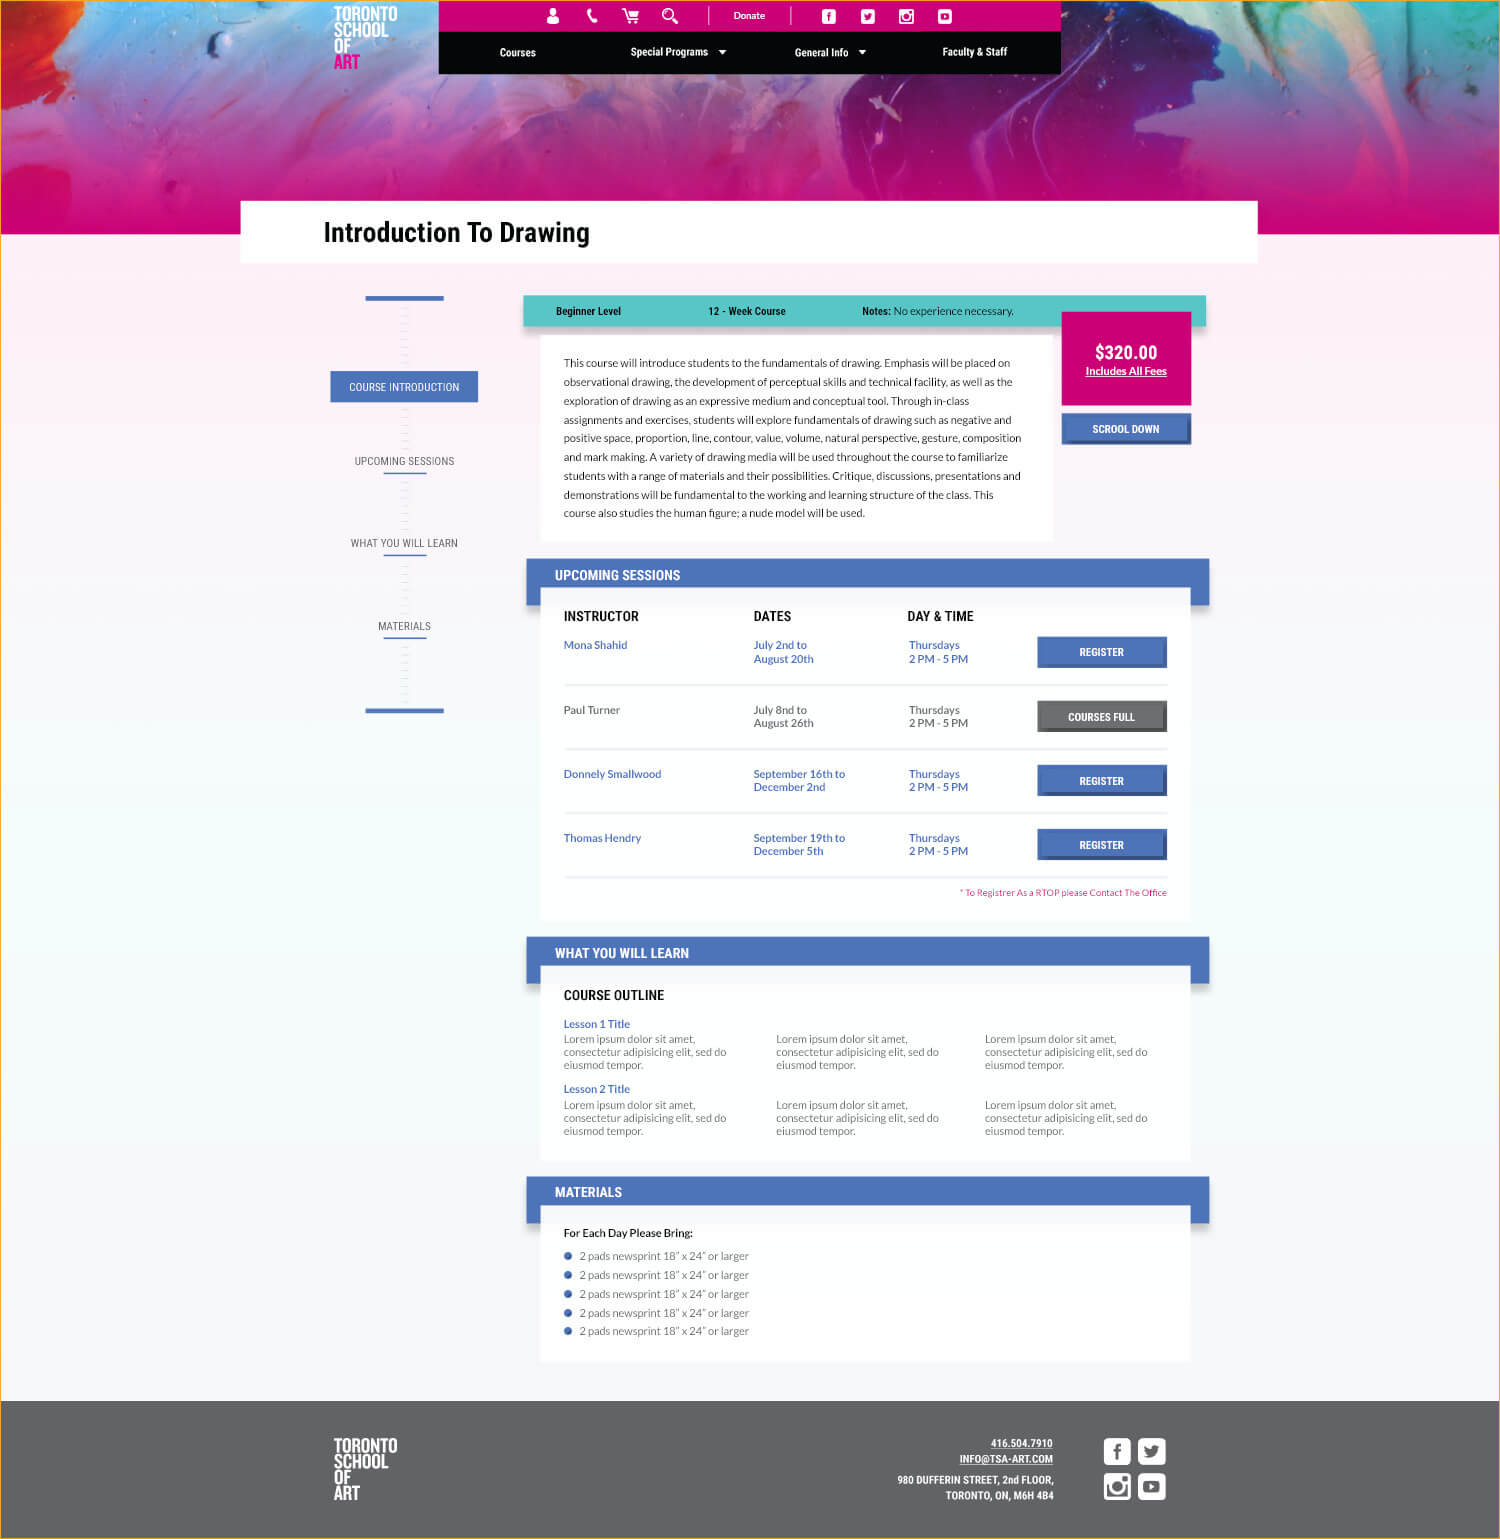 TORONTO
SCHOOL
OF
ART
Donate
Courses
Special Programs
General Info
Faculty & Staff
Introduction To Drawing
COURSE INTRODUCTION
UPCOMING SESSIONS
WHAT YOU WILL LEARN
MATERIALS
Beginner Level
12 - Week Course
Notes: No experience necessary.
$320.00
Includes All Fees
SCROOL DOWN
This course will introduce students to the fundamentals of drawing. Emphasis will be placed on
observational drawing, the development of perceptual skills and technical facility, as well as the
exploration of drawing as an expressive medium and conceptual tool. Through in-class
assignments and exercises, students will explore fundamentals of drawing such as negative and
positive space, proportion, line, contour, value, volume, natural perspective, gesture, composition
and mark making. A variety of drawing media will be used throughout the course to familiarize
students with a range of materials and their possibilities. Critique, discussions, presentations and
demonstrations will be fundamental to the working and learning structure of the class. This
course also studies the human figure; a nude model will be used.
UPCOMING SESSIONS
INSTRUCTOR
DATES
DAY & TIME
Mona Shahid
July 2nd to
August 20th
Thursdays
2 PM - 5 PM
REGISTER
Paul Turner
July 8nd to
August 26th
Thursdays
2 PM - 5 PM
COURSES FULL
Donnely Smallwood
September 16th to
December 2nd
Thursdays
2 PM - 5 PM
REGISTER
Thomas Hendry
September 19th to
December 5th
Thursdays
2 PM - 5 PM
REGISTER
* To Registrer As a RTOP please Contact The Office
WHAT YOU WILL LEARN
COURSE OUTLINE
Lesson 1 Title
Lorem ipsum dolor sit amet,
consectetur adipisicing elit, sed do
eiusmod tempor.
Lorem ipsum dolor sit amet,
consectetur adipisicing elit, sed do
eiusmod tempor.
Lorem ipsum dolor sit amet,
consectetur adipisicing elit, sed do
eiusmod tempor.
Lesson 2 Title
Lorem ipsum dolor sit amet,
consectetur adipisicing elit, sed do
eiusmod tempor.
Lorem ipsum dolor sit amet,
consectetur adipisicing elit, sed do
eiusmod tempor.
Lorem ipsum dolor sit amet,
consectetur adipisicing elit, sed do
eiusmod tempor.
MATERIALS
For Each Day Please Bring:
2 pads newsprint 18” x 24” or larger
2 pads newsprint 18” x 24” or larger
2 pads newsprint 18” x 24” or larger
2 pads newsprint 18” x 24” or larger
2 pads newsprint 18” x 24” or larger
TORONTO
SCHOOL
OF
ART
416.504.7910
INFO@TSA-ART.COM
980 DUFFERIN STREET, 2nd FLOOR,
TORONTO, ON, M6H 4B4